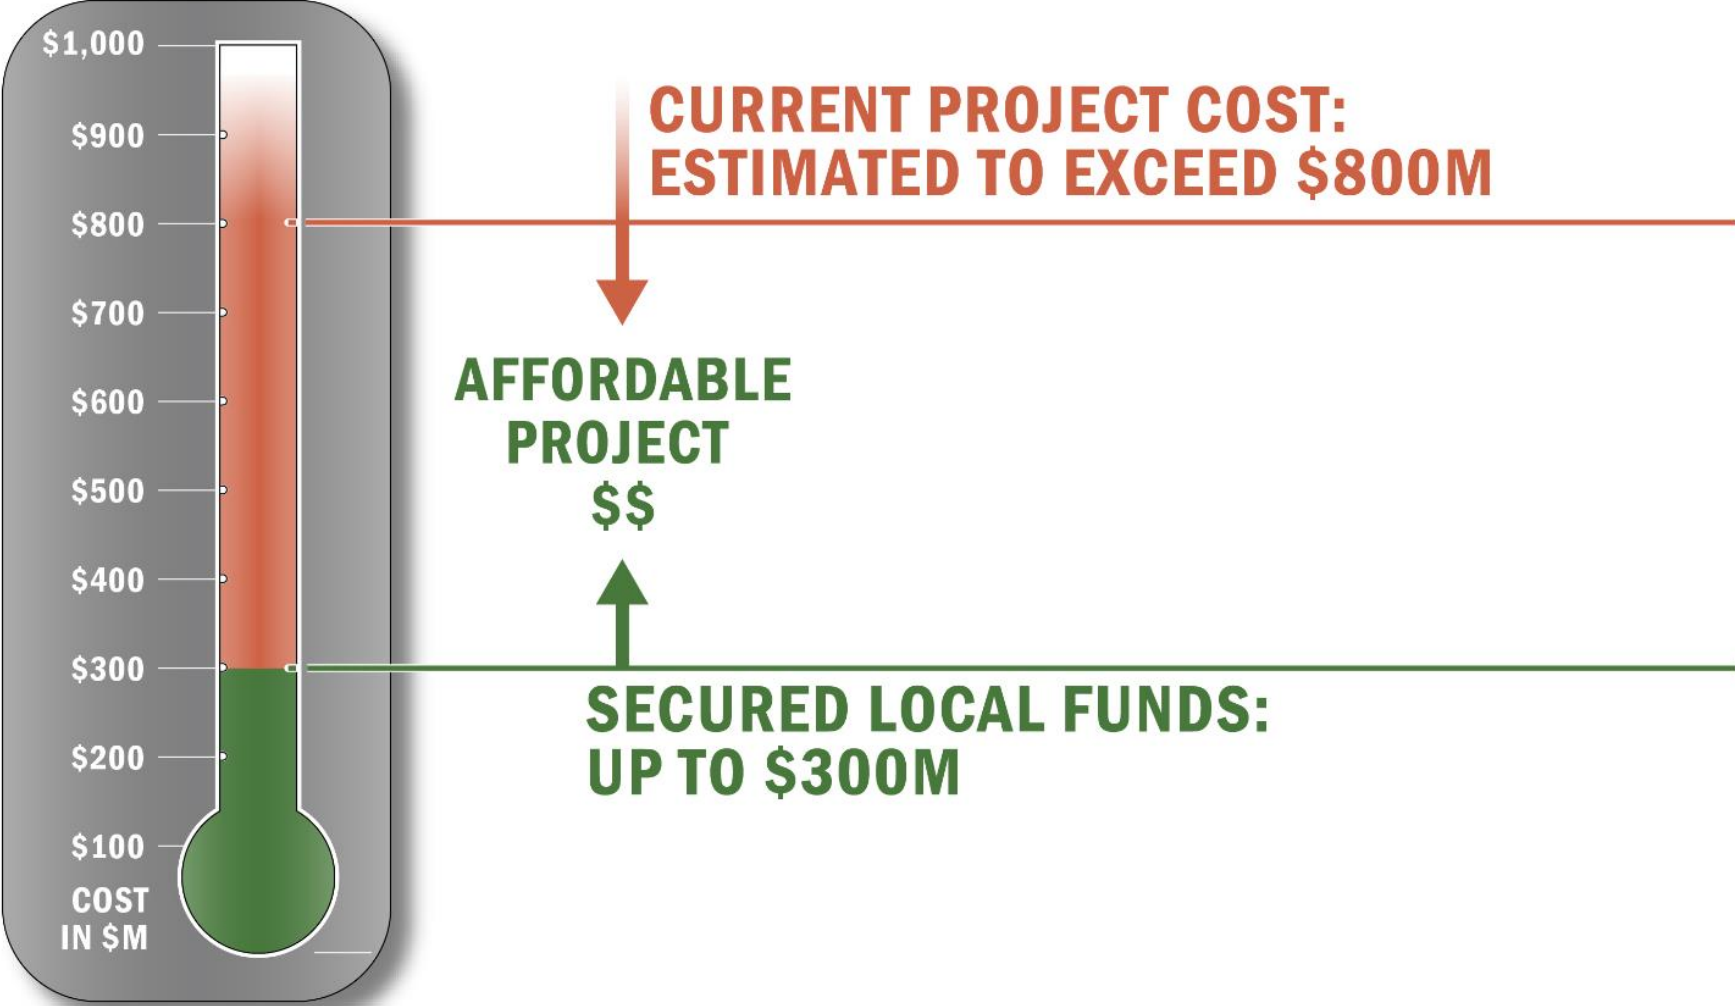 $1,000
$900
$800
$700
$600
$500
$400
$300
$200
$100
COST
IN $M
CURRENT PROJECT COST:
ESTIMATED TO EXCEED $800M
AFFORDABLE
PROJECT
$$
SECURED LOCAL FUNDS:
UP TO $300M